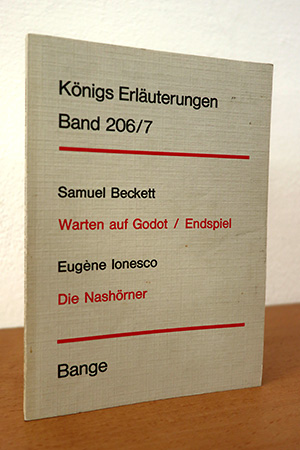 Königs Erläuterungen
Band 206/7
Samuel Beckett
Warten auf Godot / Endspiel
Eugène Ionesco
Die Nashörner
Bange